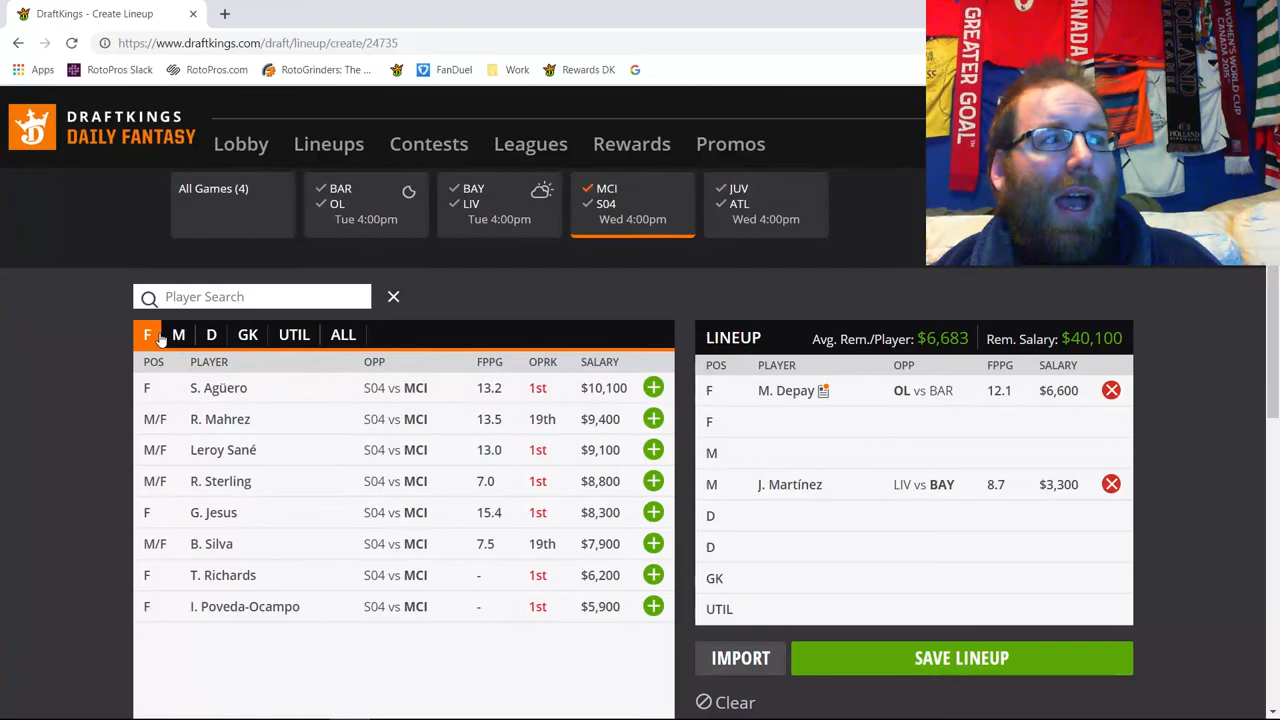 DraftKings - Create Lineup
https://www.draftkings.com/draft/lineup/create/24735
Apps RotoPros Slack RotoPros.com RotoGrinders: The ... FanDuel Work Rewards DK
DRAFTKINGS
DAILY FANTASY
Lobby Lineups Contests Leagues Rewards Promos
All Games (4)
BAR
OL
Tue 4:00pm
BAY
LIV
Tue 4:00pm
MCI
S04
Wed 4:00pm
JUV
ATL
Wed 4:00pm
GREATER GOAL
CANADA
HOLLAND
Player Search
F M D GK UTIL ALL
POS PLAYER OPP FPPG OPRK SALARY
F S. Agüero S04 vs MCI 13.2 1st $10,100
M/F R. Mahrez S04 vs MCI 13.5 19th $9,400
M/F Leroy Sané S04 vs MCI 13.0 1st $9,100
M/F R. Sterling S04 vs MCI 7.0 1st $8,800
F G. Jesus S04 vs MCI 15.4 1st $8,300
M/F B. Silva S04 vs MCI 7.5 19th $7,900
F T. Richards S04 vs MCI - 1st $6,200
F I. Poveda-Ocampo S04 vs MCI - 1st $5,900
LINEUP Avg. Rem./Player: $6,683 Rem. Salary: $40,100
POS PLAYER OPP FPPG SALARY
F M. Depay OL vs BAR 12.1 $6,600
F
M
M J. Martínez LIV vs BAY 8.7 $3,300
D
D
GK
UTIL
IMPORT SAVE LINEUP
Clear